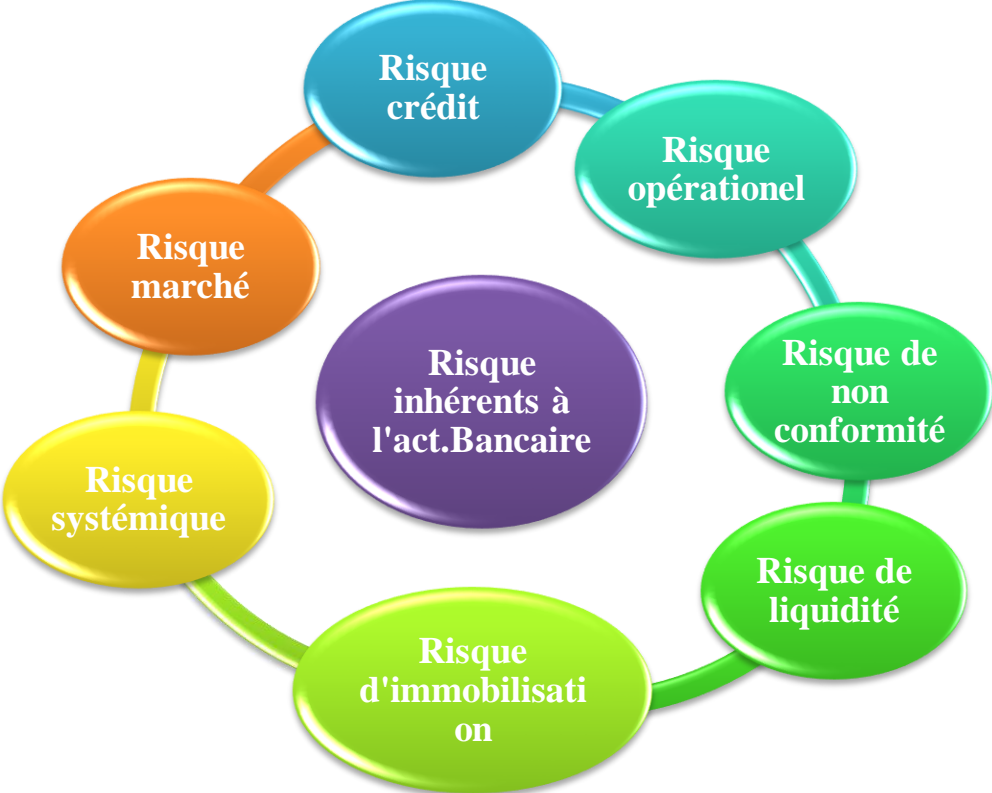 Risque
crédit
Risque
opérationel
Risque
marché
Risque de
non
conformité
Risque
inhérents à
l'act.Bancaire
Risque
systémique
Risque de
liquidité
Risque
d'immobilisati
on